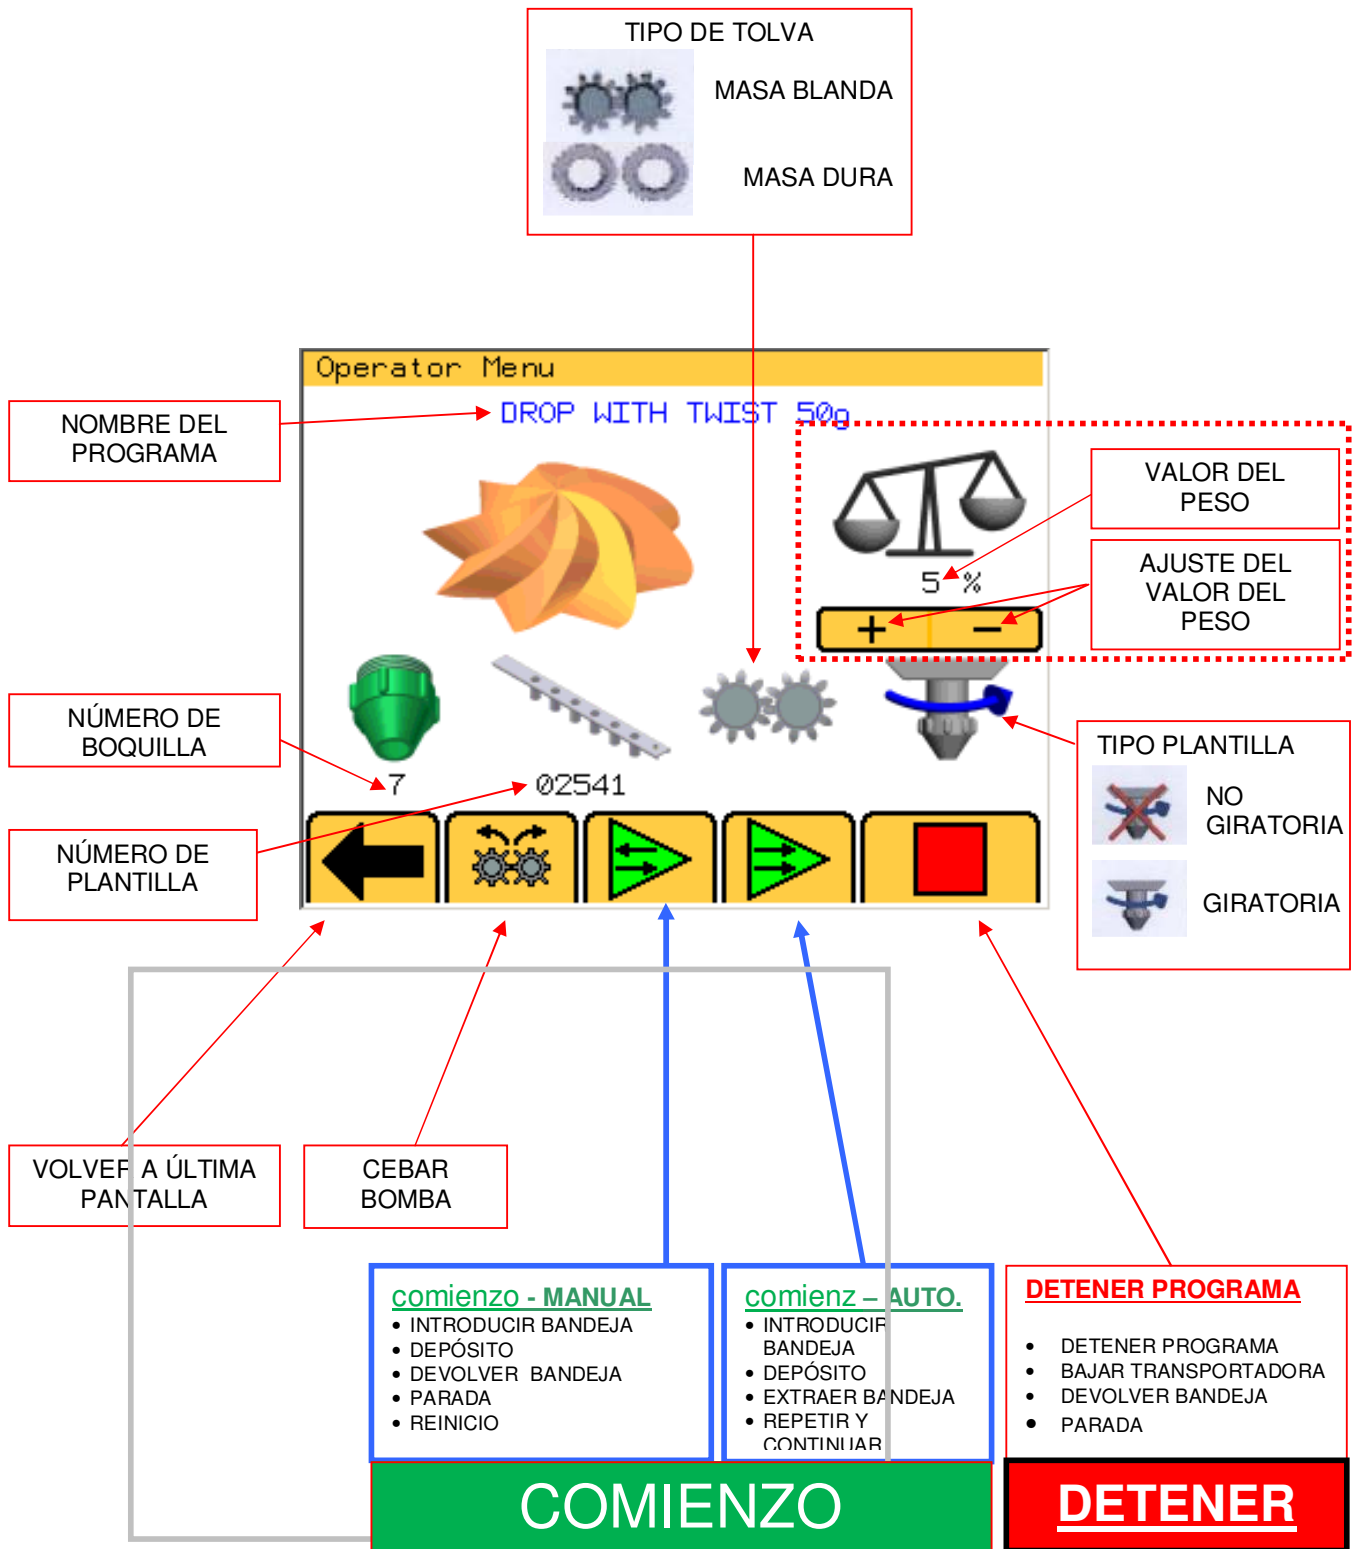 TIPO DE TOLVA
MASA BLANDA
MASA DURA
Operator Menu
DROP WITH TWIST 50g
NOMBRE DEL
PROGRAMA
VALOR DEL
PESO
5 %
AJUSTE DEL
VALOR DEL
PESO
+ −
NÚMERO DE
BOQUILLA
7
02541
TIPO PLANTILLA
NO
GIRATORIA
GIRATORIA
NÚMERO DE
PLANTILLA
VOLVER A ÚLTIMA
PANTALLA
CEBAR
BOMBA
comienzo - MANUAL
• INTRODUCIR BANDEJA
• DEPÓSITO
• DEVOLVER BANDEJA
• PARADA
• REINICIO
comienz – AUTO.
• INTRODUCIR
BANDEJA
• DEPÓSITO
• EXTRAER BANDEJA
• REPETIR Y
CONTINUAR
DETENER PROGRAMA
• DETENER PROGRAMA
• BAJAR TRANSPORTADORA
• DEVOLVER BANDEJA
• PARADA
COMIENZO
DETENER